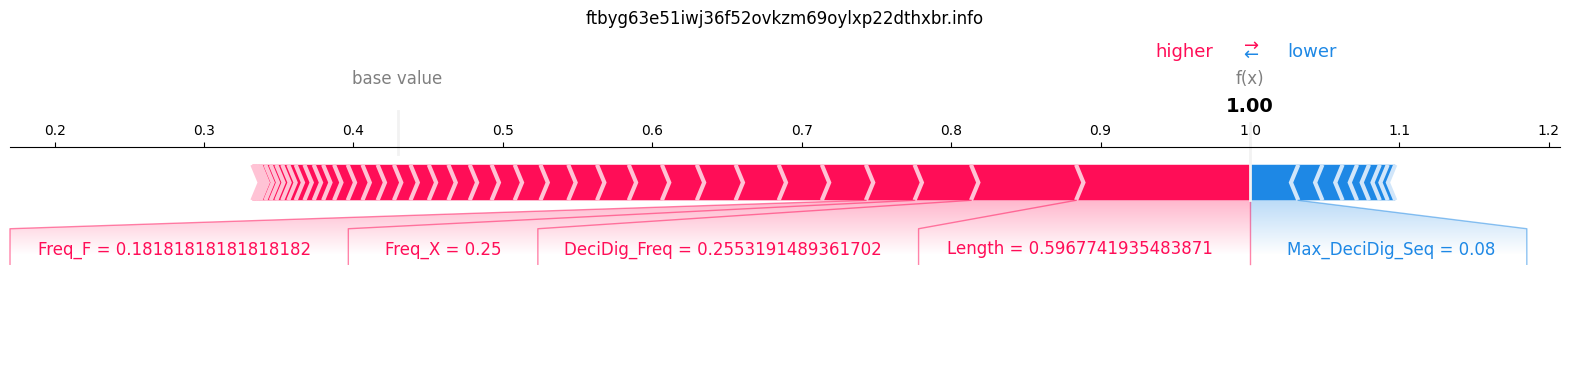 ftbyg63e51iwj36f52ovkzm69oylxp22dthxbr.info
higher ⇄ lower
base value f(x)
1.00
0.2 0.3 0.4 0.5 0.6 0.7 0.8 0.9 1.0 1.1 1.2
Freq_F = 0.18181818181818182 Freq_X = 0.25 DeciDig_Freq = 0.2553191489361702 Length = 0.5967741935483871 Max_DeciDig_Seq = 0.08